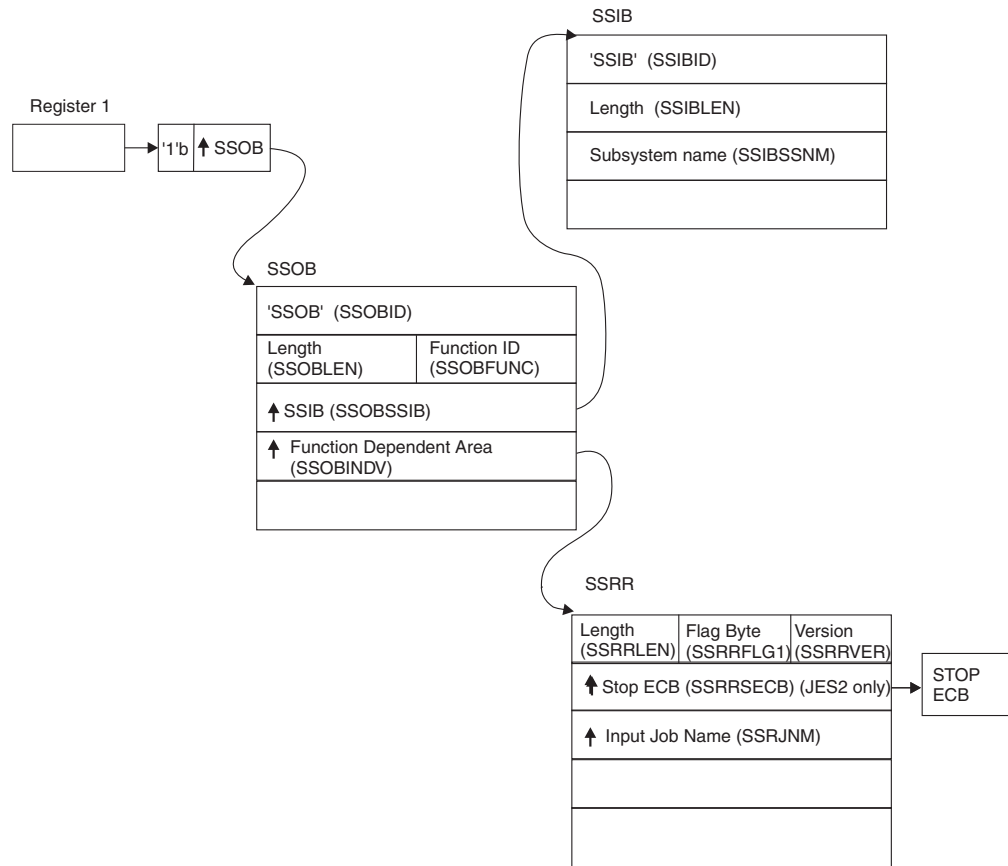 SSIB
'SSIB' (SSIBID)
Length (SSIBLEN)
Subsystem name (SSIBSSNM)
Register 1
'1'b
SSOB
SSOB
'SSOB' (SSOBID)
Length
(SSOBLEN)
Function ID
(SSOBFUNC)
SSIB (SSOBSSIB)
Function Dependent Area
(SSOBINDV)
SSRR
Length
(SSRRLEN)
Flag Byte
(SSRRFLG1)
Version
(SSRRVER)
Stop ECB (SSRRSECB) (JES2 only)
STOP
ECB
Input Job Name (SSRJNM)